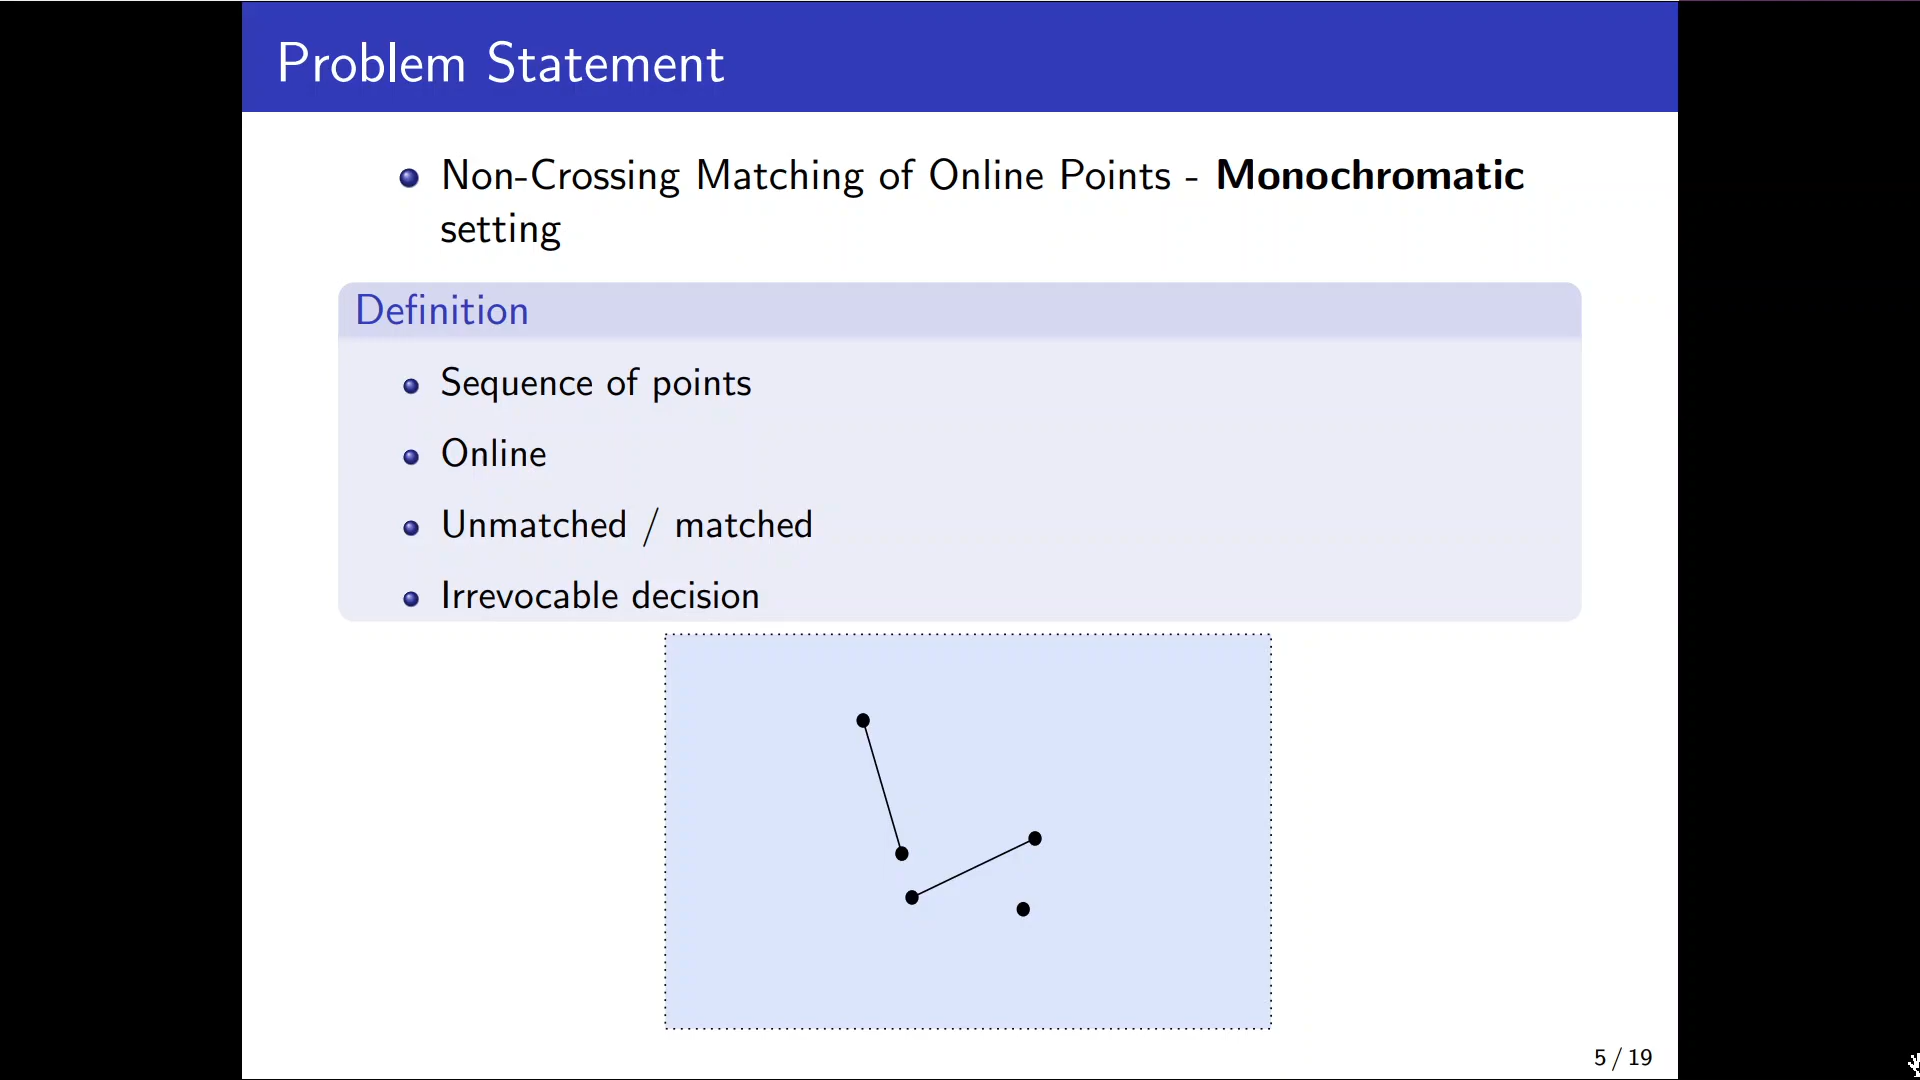 Problem Statement
Non-Crossing Matching of Online Points - Monochromatic
setting
Definition
Sequence of points
Online
Unmatched / matched
Irrevocable decision
5 / 19